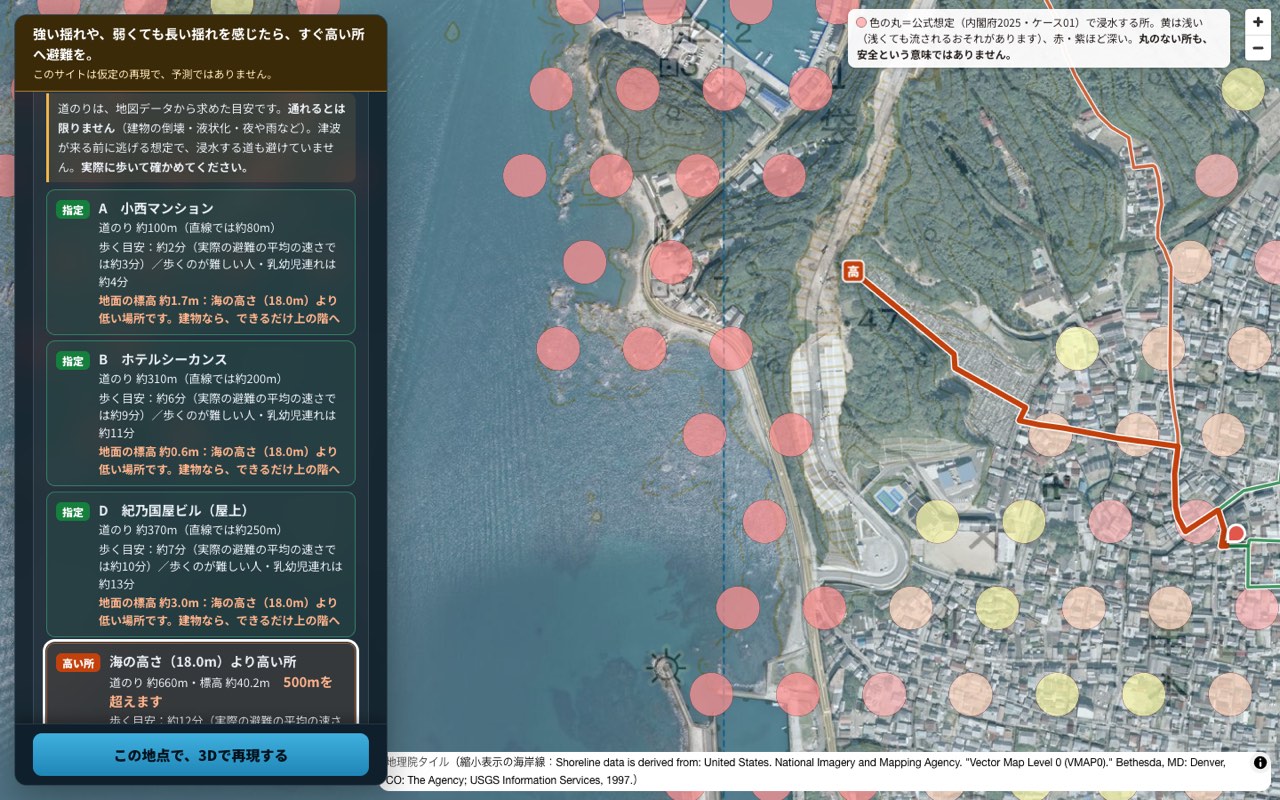 強い揺れや、弱くても長い揺れを感じたら、すぐ高い所
へ避難を。
このサイトは仮定の再現で、予測ではありません。
道のりは、地図データから求めた目安です。通れるとは
限りません（建物の倒壊・液状化・夜や雨など）。津波
が来る前に逃げる想定で、浸水する道も避けていませ
ん。実際に歩いて確かめてください。
指定 A 小西マンション
道のり 約100m（直線では約80m）
歩く目安：約2分（実際の避難の平均の速さで
は約3分）／歩くのが難しい人・乳幼児連れは
約4分
地面の標高 約1.7m：海の高さ（18.0m）より
低い場所です。建物なら、できるだけ上の階へ
指定 B ホテルシーカンス
道のり 約310m（直線では約200m）
歩く目安：約6分（実際の避難の平均の速さで
は約9分）／歩くのが難しい人・乳幼児連れは
約11分
地面の標高 約0.6m：海の高さ（18.0m）より
低い場所です。建物なら、できるだけ上の階へ
指定 D 紀乃国屋ビル（屋上）
道のり 約370m（直線では約250m）
歩く目安：約7分（実際の避難の平均の速さで
は約10分）／歩くのが難しい人・乳幼児連れは
約13分
地面の標高 約3.0m：海の高さ（18.0m）より
低い場所です。建物なら、できるだけ上の階へ
高い所 海の高さ（18.0m）より高い所
道のり 約660m・標高 約40.2m 500mを
超えます
歩く目安：約12分（実際の避難の平均の速さ
この地点で、3Dで再現する
色の丸＝公式想定（内閣府2025・ケース01）で浸水する所。黄は浅い
（浅くても流されるおそれがあります）、赤・紫ほど深い。丸のない所も、
安全という意味ではありません。
+
−
高
47
地理院タイル（縮小表示の海岸線：Shoreline data is derived from: United States. National Imagery and Mapping Agency. "Vector Map Level 0 (VMAP0)." Bethesda, MD: Denver,
CO: The Agency; USGS Information Services, 1997.）